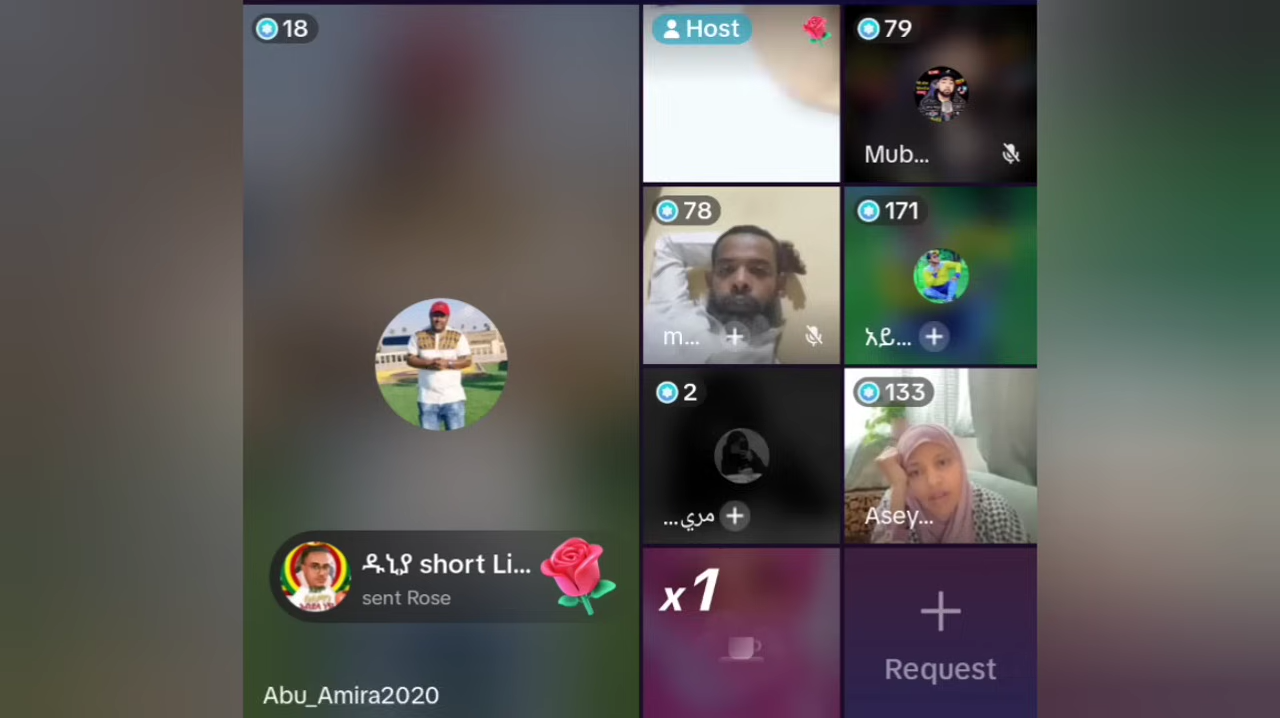 18
Host
79
Mub...
78
171
m...
አይ...
2
133
مري...
Asey...
ዱኒያ short Li...
sent Rose
x1
Request
Abu_Amira2020